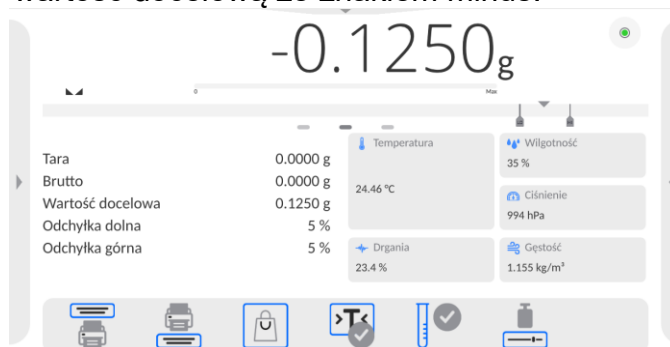 -0.1250 g
0 Max
Tara 0.0000 g
Brutto 0.0000 g
Wartość docelowa 0.1250 g
Odchyłka dolna 5 %
Odchyłka górna 5 %
Temperatura
24.46 °C
Wilgotność
35 %
Ciśnienie
994 hPa
Drgania
23.4 %
Gęstość
1.155 kg/m³
>T<